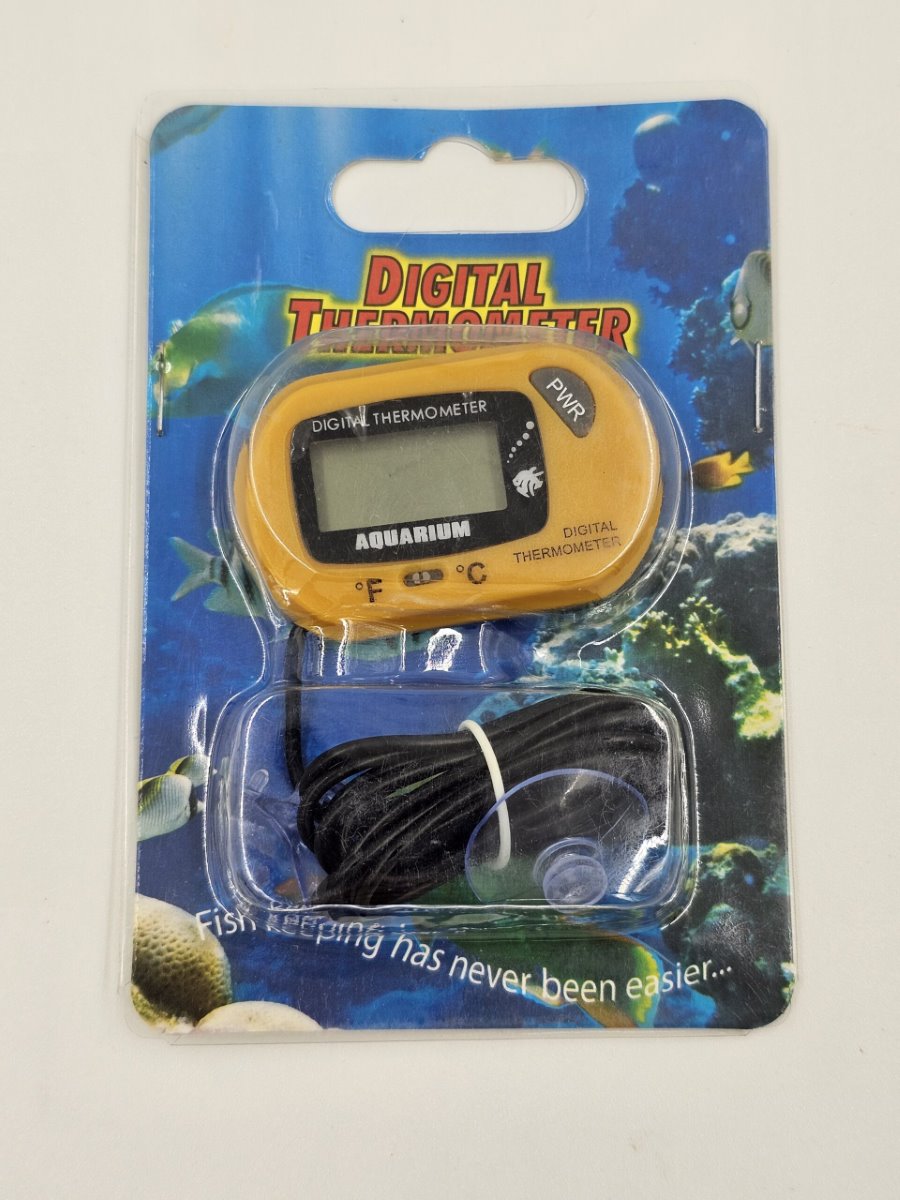 DIGITAL
THERMOMETER
DIGITAL THERMOMETER
PWR
AQUARIUM
DIGITAL
THERMOMETER
°F °C
Fish keeping has never been easier...